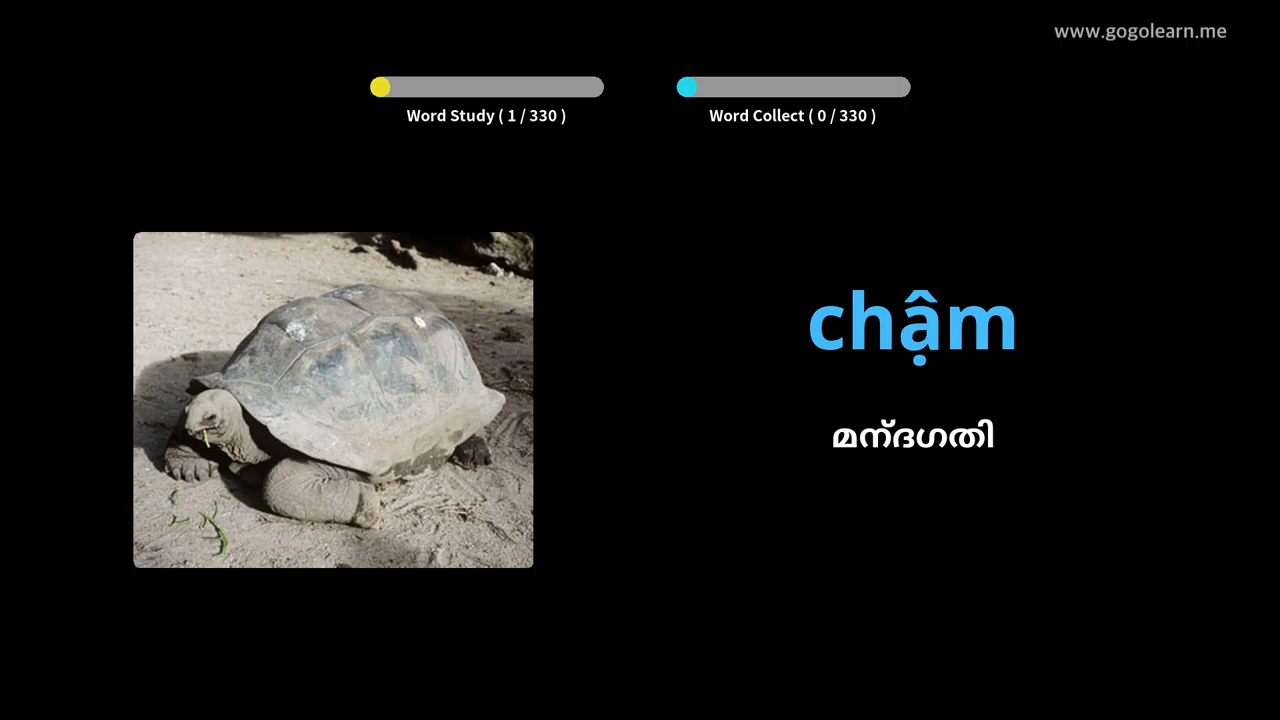 www.gogolearn.me
Word Study ( 1 / 330 )
Word Collect ( 0 / 330 )
chậm
മന്ദഗതി